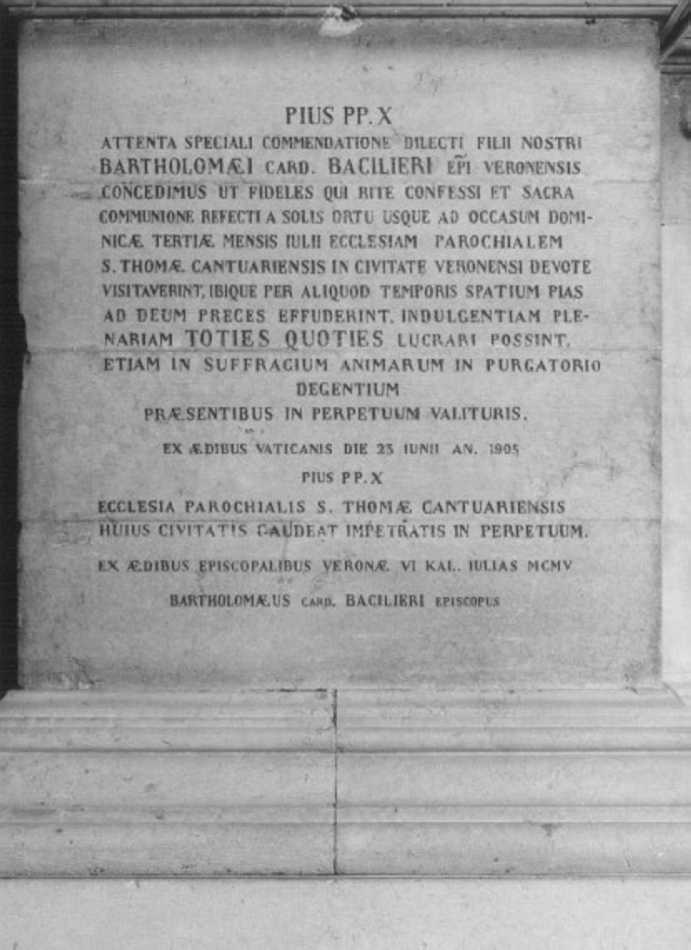 PIUS PP. X
ATTENTA SPECIALI COMMENDATIONE DILECTI FILII NOSTRI
BARTHOLOMÆI CARD. BACILIERI EP̃I VERONENSIS
CONCEDIMUS UT FIDELES QUI RITE CONFESSI ET SACRA
COMMUNIONE REFECTI A SOLIS ORTU USQUE AD OCCASUM DOMI-
NICÆ TERTIÆ MENSIS IULII ECCLESIAM PAROCHIALEM
S. THOMÆ CANTUARIENSIS IN CIVITATE VERONENSI DEVOTE
VISITAVERINT, IBIQUE PER ALIQUOD TEMPORIS SPATIUM PIAS
AD DEUM PRECES EFFUDERINT, INDULGENTIAM PLE-
NARIAM TOTIES QUOTIES LUCRARI POSSINT,
ETIAM IN SUFFRAGIUM ANIMARUM IN PURGATORIO
DEGENTIUM
PRÆSENTIBUS IN PERPETUUM VALITURIS.
EX ÆDIBUS VATICANIS DIE 23 IUNII AN. 1905
PIUS PP. X
ECCLESIA PAROCHIALIS S. THOMÆ CANTUARIENSIS
HUIUS CIVITATIS GAUDEAT IMPETRATIS IN PERPETUUM.
EX ÆDIBUS EPISCOPALIBUS VERONÆ VI KAL. IULIAS MCMV
BARTHOLOMÆUS CARD. BACILIERI EPISCOPUS